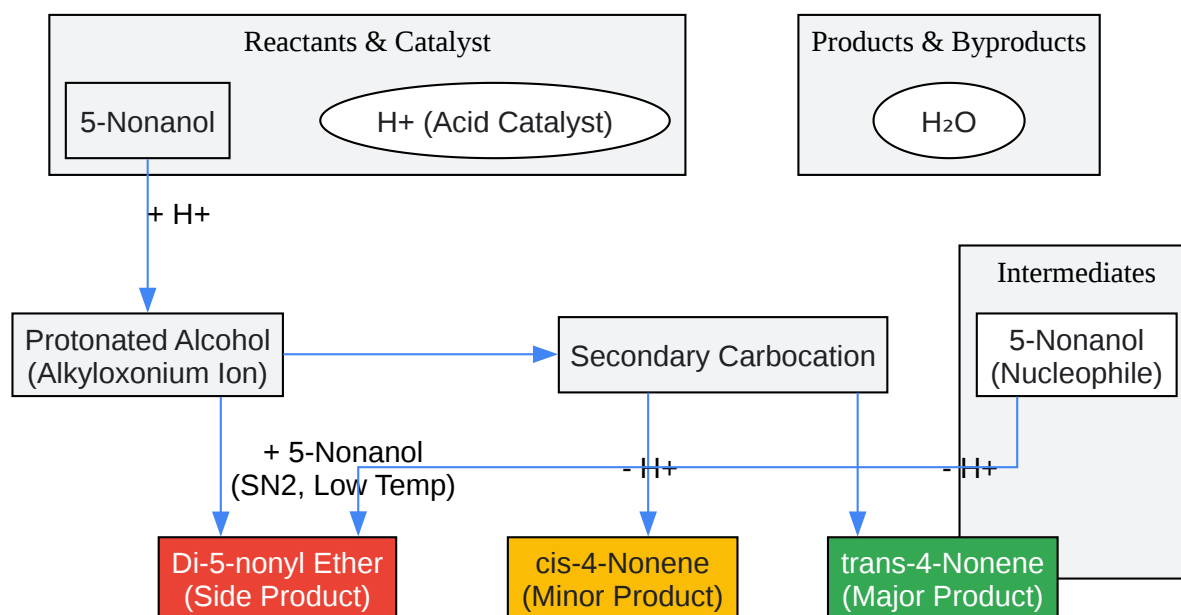 Reactants & Catalyst
Products & Byproducts
5-Nonanol
H+ (Acid Catalyst)
H₂O
+ H+
Intermediates
Protonated Alcohol
(Alkyloxonium Ion)
Secondary Carbocation
5-Nonanol
(Nucleophile)
+ 5-Nonanol
(SN2, Low Temp)
- H+
- H+
Di-5-nonyl Ether
(Side Product)
cis-4-Nonene
(Minor Product)
trans-4-Nonene
(Major Product)